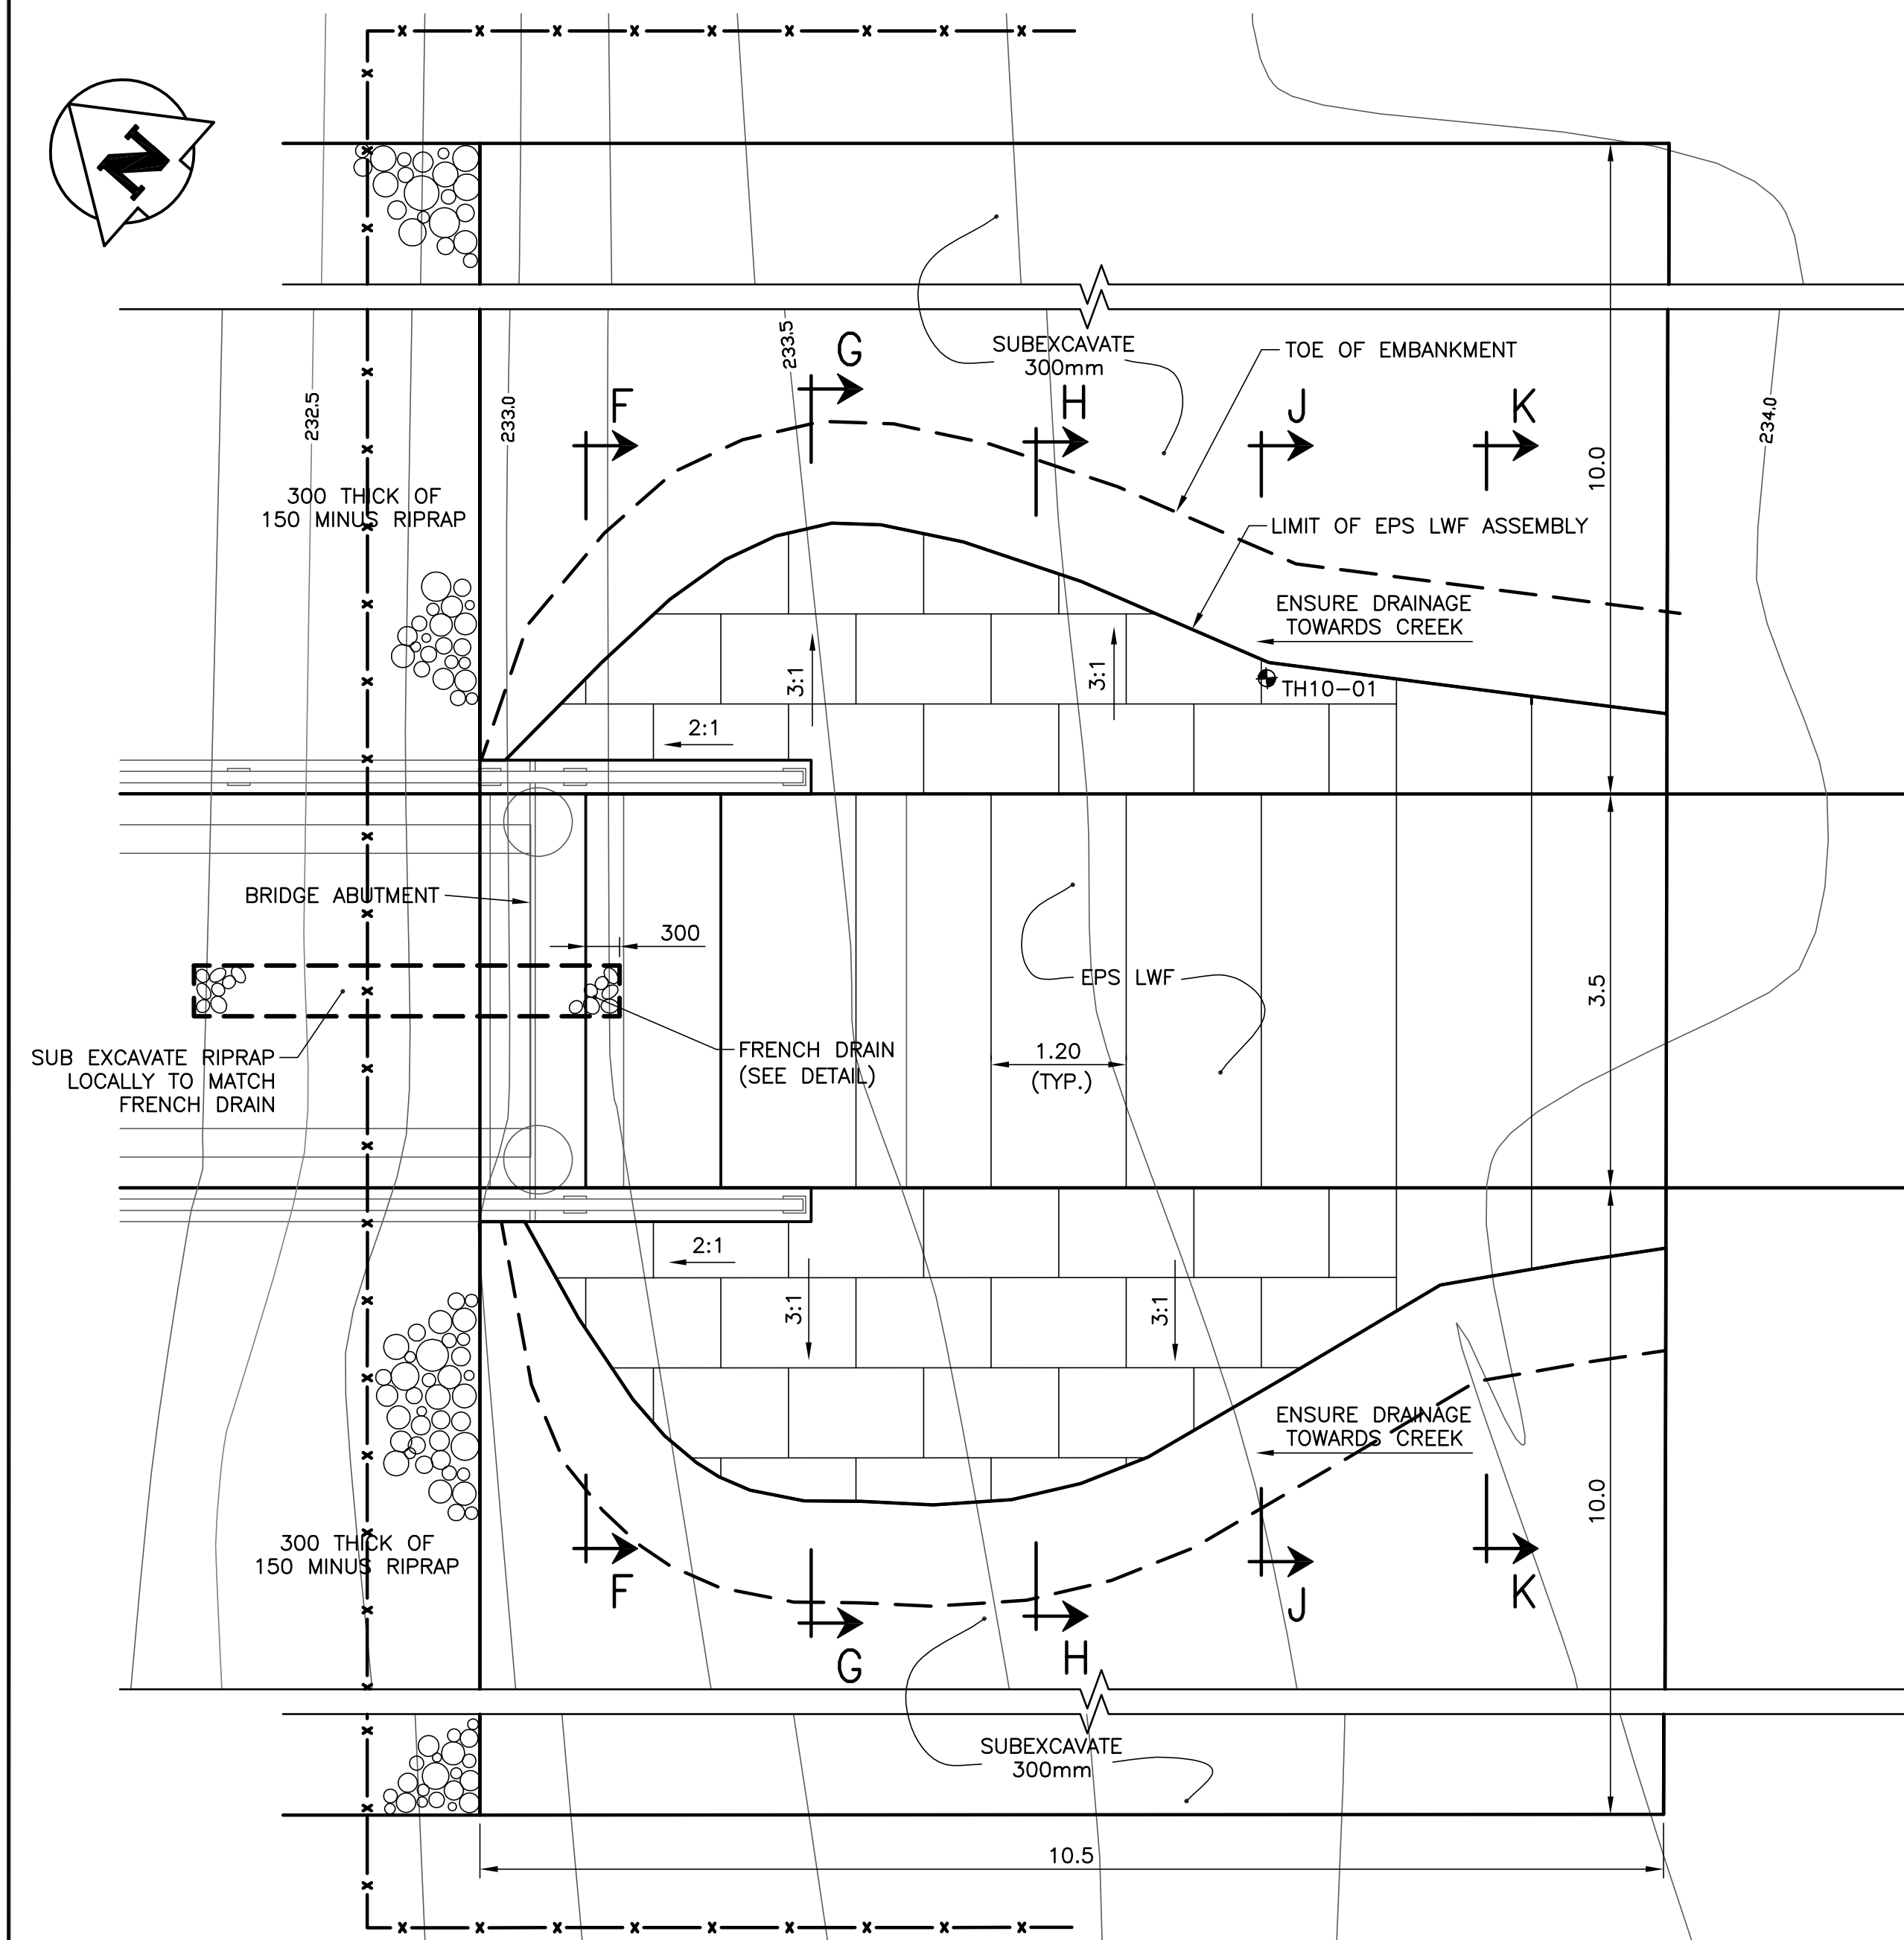 N
SUBEXCAVATE
300mm
TOE OF EMBANKMENT
G
F
H
J
K
232.5
233.0
233.5
234.0
10.0
300 THICK OF
150 MINUS RIPRAP
LIMIT OF EPS LWF ASSEMBLY
ENSURE DRAINAGE
TOWARDS CREEK
3:1
3:1
TH10-01
2:1
BRIDGE ABUTMENT
300
EPS LWF
3.5
SUB EXCAVATE RIPRAP
LOCALLY TO MATCH
FRENCH DRAIN
FRENCH DRAIN
(SEE DETAIL)
1.20
(TYP.)
2:1
3:1
3:1
ENSURE DRAINAGE
TOWARDS CREEK
10.0
300 THICK OF
150 MINUS RIPRAP
F
G
H
J
K
SUBEXCAVATE
300mm
10.5